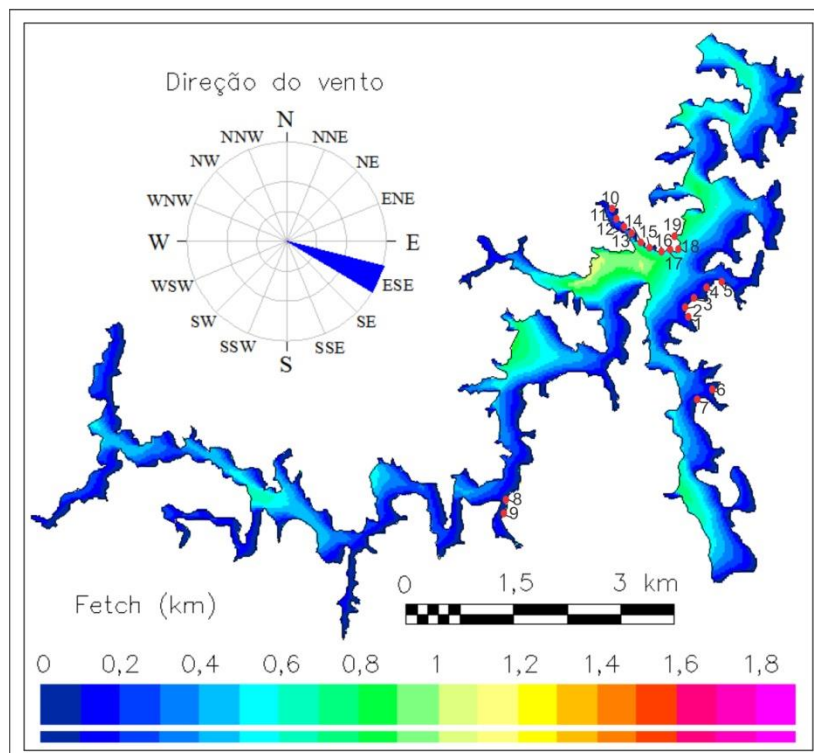 Direção do vento
N
NNW NNE
NW NE
WNW ENE
W E
WSW ESE
SW SE
SSW SSE
S
10
11
12 14
13 15 16 19
17 18
5
4
3
2
1
6
7
8
9
0 1,5 3 km
Fetch (km)
0 0,2 0,4 0,6 0,8 1 1,2 1,4 1,6 1,8